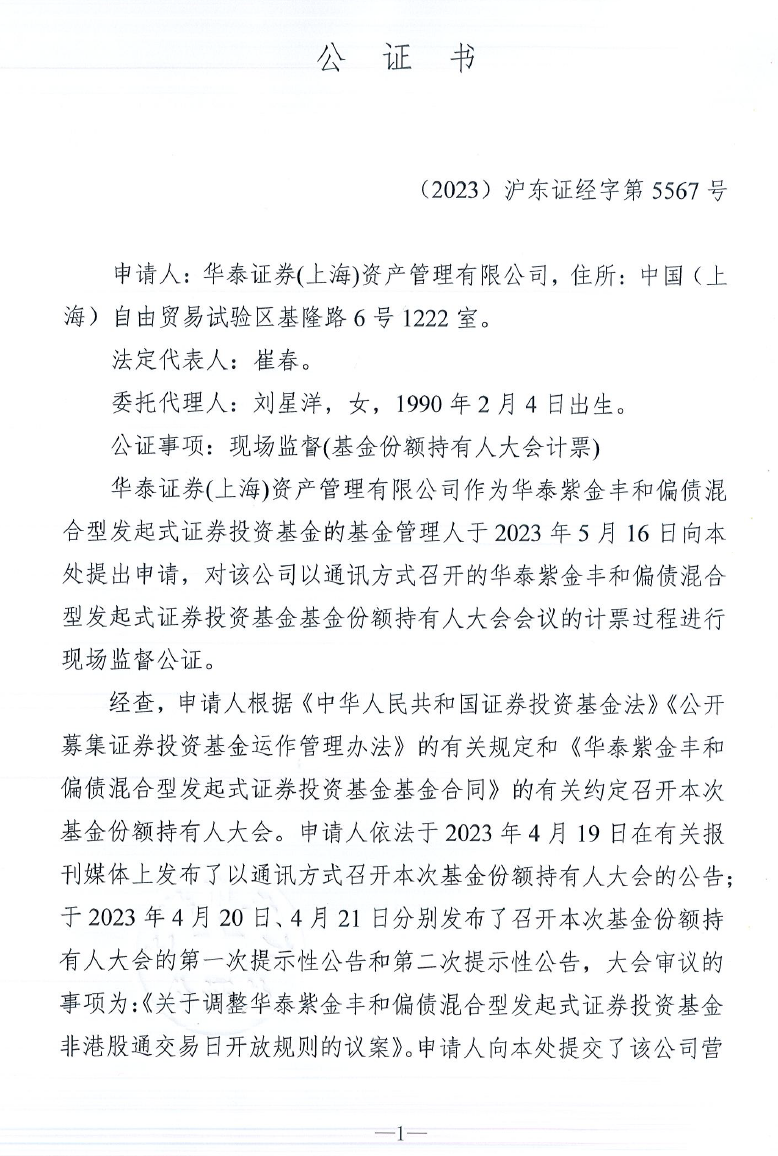 公 证 书
（2023）沪东证经字第 5567 号
申请人：华泰证券(上海)资产管理有限公司，住所：中国（上
海）自由贸易试验区基隆路 6 号 1222 室。
法定代表人：崔春。
委托代理人：刘星洋，女，1990 年 2 月 4 日出生。
公证事项：现场监督(基金份额持有人大会计票)
华泰证券(上海)资产管理有限公司作为华泰紫金丰和偏债混
合型发起式证券投资基金的基金管理人于 2023 年 5 月 16 日向本
处提出申请，对该公司以通讯方式召开的华泰紫金丰和偏债混合
型发起式证券投资基金基金份额持有人大会会议的计票过程进行
现场监督公证。
经查，申请人根据《中华人民共和国证券投资基金法》《公开
募集证券投资基金运作管理办法》的有关规定和《华泰紫金丰和
偏债混合型发起式证券投资基金基金合同》的有关约定召开本次
基金份额持有人大会。申请人依法于 2023 年 4 月 19 日在有关报
刊媒体上发布了以通讯方式召开本次基金份额持有人大会的公告；
于 2023 年 4 月 20 日、4 月 21 日分别发布了召开本次基金份额持
有人大会的第一次提示性公告和第二次提示性公告，大会审议的
事项为：《关于调整华泰紫金丰和偏债混合型发起式证券投资基金
非港股通交易日开放规则的议案》。申请人向本处提交了该公司营
—1—